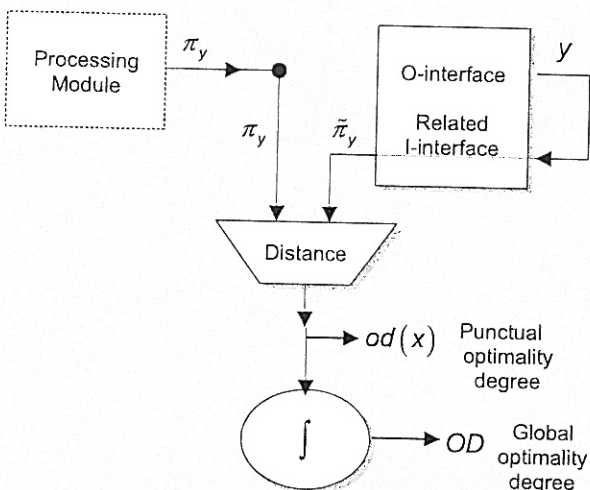 Processing
Module
π_y
π_y
O-interface
Related
I-interface
y
π̃_y
Distance
od(x)
Punctual
optimality
degree
∫
OD
Global
optimality
degree